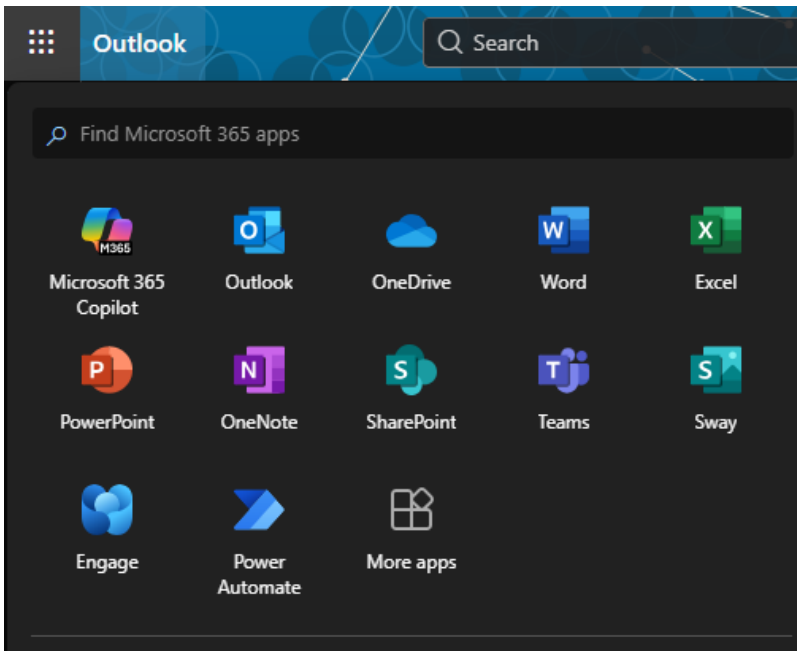 Outlook
Search
Find Microsoft 365 apps
M365
Microsoft 365
Copilot
O
Outlook
OneDrive
W
Word
X
Excel
P
PowerPoint
N
OneNote
S
SharePoint
T
Teams
S
Sway
Engage
Power
Automate
More apps